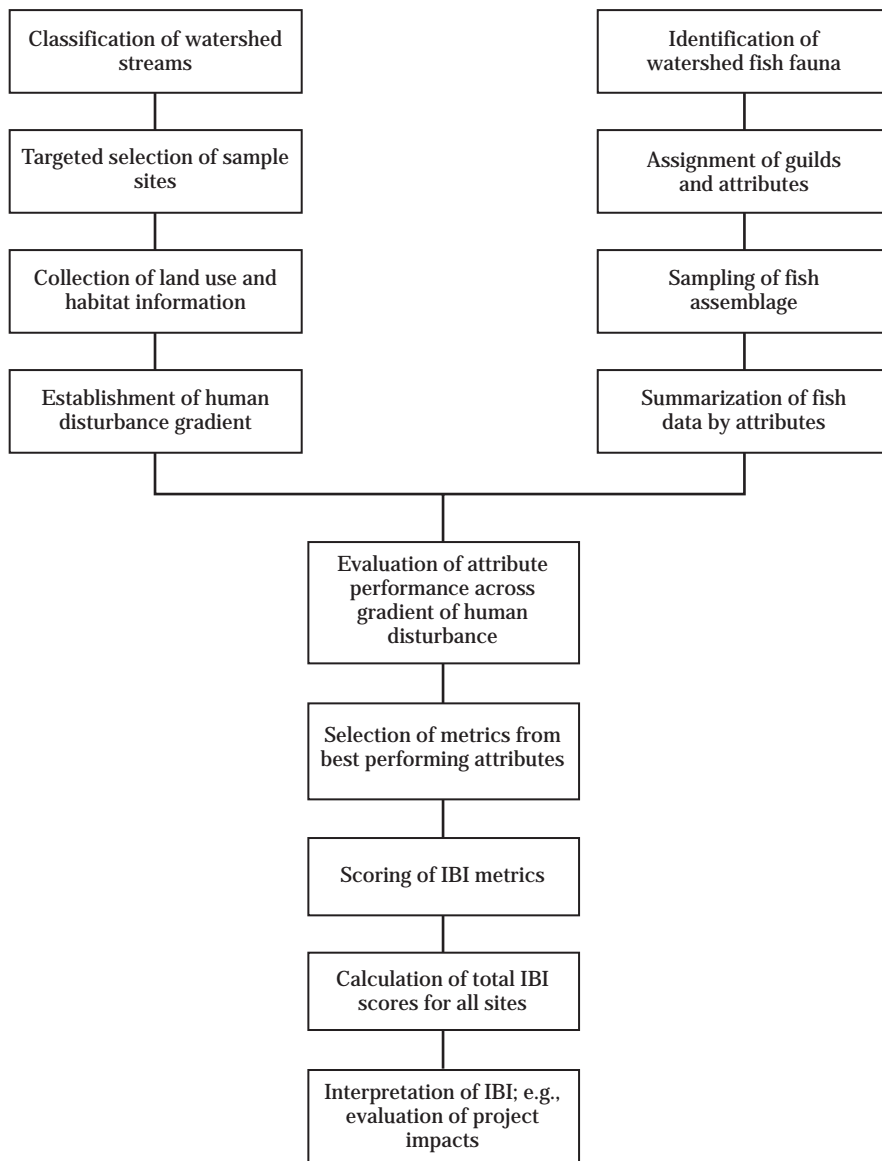 Classification of watershed
streams
Targeted selection of sample
sites
Collection of land use and
habitat information
Establishment of human
disturbance gradient
Identification of
watershed fish fauna
Assignment of guilds
and attributes
Sampling of fish
assemblage
Summarization of fish
data by attributes
Evaluation of attribute
performance across
gradient of human
disturbance
Selection of metrics from
best performing attributes
Scoring of IBI metrics
Calculation of total IBI
scores for all sites
Interpretation of IBI; e.g.,
evaluation of project
impacts